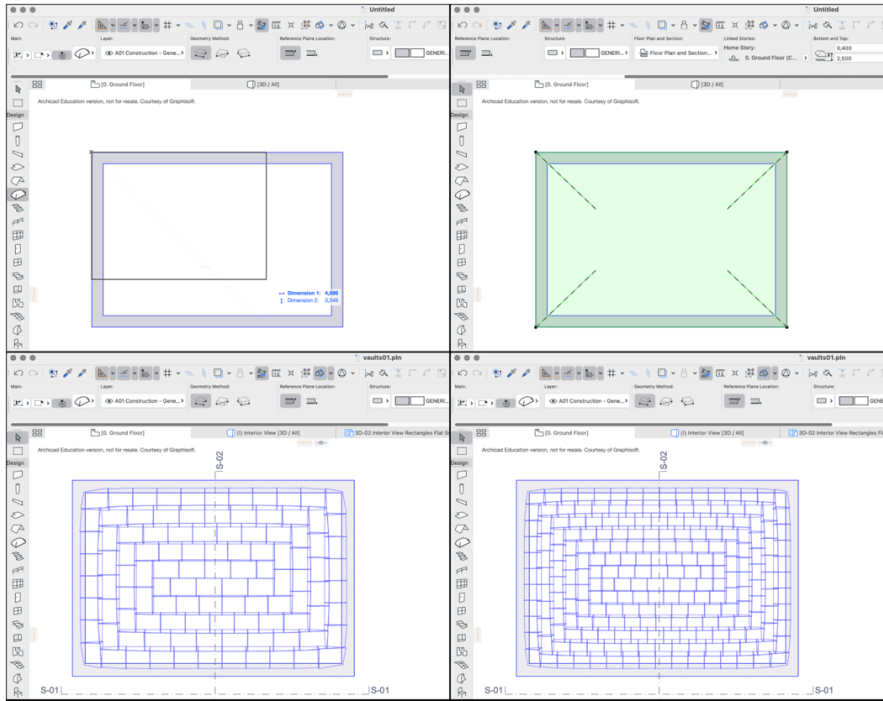 Untitled
Main:
Layer:
Geometry Method:
Reference Plane Location:
Structure:
A01 Construction - Gene...
GENERI...
[0. Ground Floor]
[3D / All]
Archicad Education version, not for resale. Courtesy of Graphisoft.
Design
Dimension 1: 4,586
Dimension 2: 3,345
Untitled
Reference Plane Location:
Structure:
Floor Plan and Section:
Linked Stories:
Bottom and Top:
Home Story:
0,400
GENERI...
Floor Plan and Section...
0. Ground Floor (C...
2,500
[0. Ground Floor]
[3D / All]
Archicad Education version, not for resale. Courtesy of Graphisoft.
Design
vaults01.pln
Main:
Layer:
Geometry Method:
Reference Plane Location:
Structure:
A01 Construction - Gene...
GENERI
[0. Ground Floor]
(!) Interior View [3D / All]
3D-02 Interior View Rectangles Flat S
Archicad Education version, not for resale. Courtesy of Graphisoft.
Design
S-02
S-01
S-01
vaults01.pln
Main:
Layer:
Geometry Method:
Reference Plane Location:
Structure:
A01 Construction - Gene...
GENE
[0. Ground Floor]
(!) Interior View [3D / All]
3D-02 Interior View Rectangles Fl
Archicad Education version, not for resale. Courtesy of Graphisoft.
Design
S-02
S-01
S-01